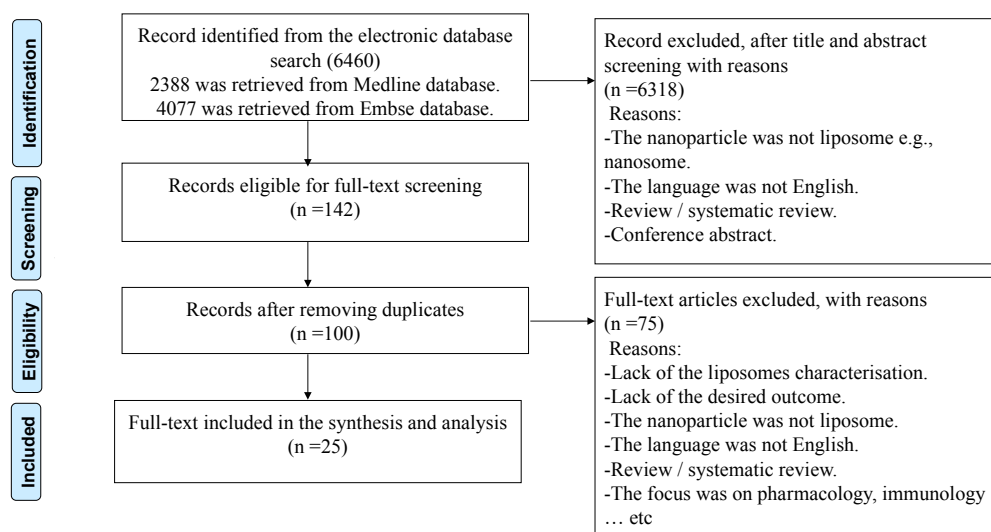 Identification
Record identified from the electronic database
search (6460)
2388 was retrieved from Medline database.
4077 was retrieved from Embse database.
Record excluded, after title and abstract
screening with reasons
(n =6318)
Reasons:
-The nanoparticle was not liposome e.g.,
nanosome.
-The language was not English.
-Review / systematic review.
-Conference abstract.
Screening
Records eligible for full-text screening
(n =142)
Eligibility
Records after removing duplicates
(n =100)
Full-text articles excluded, with reasons
(n =75)
Reasons:
-Lack of the liposomes characterisation.
-Lack of the desired outcome.
-The nanoparticle was not liposome.
-The language was not English.
-Review / systematic review.
-The focus was on pharmacology, immunology
… etc
Included
Full-text included in the synthesis and analysis
(n =25)